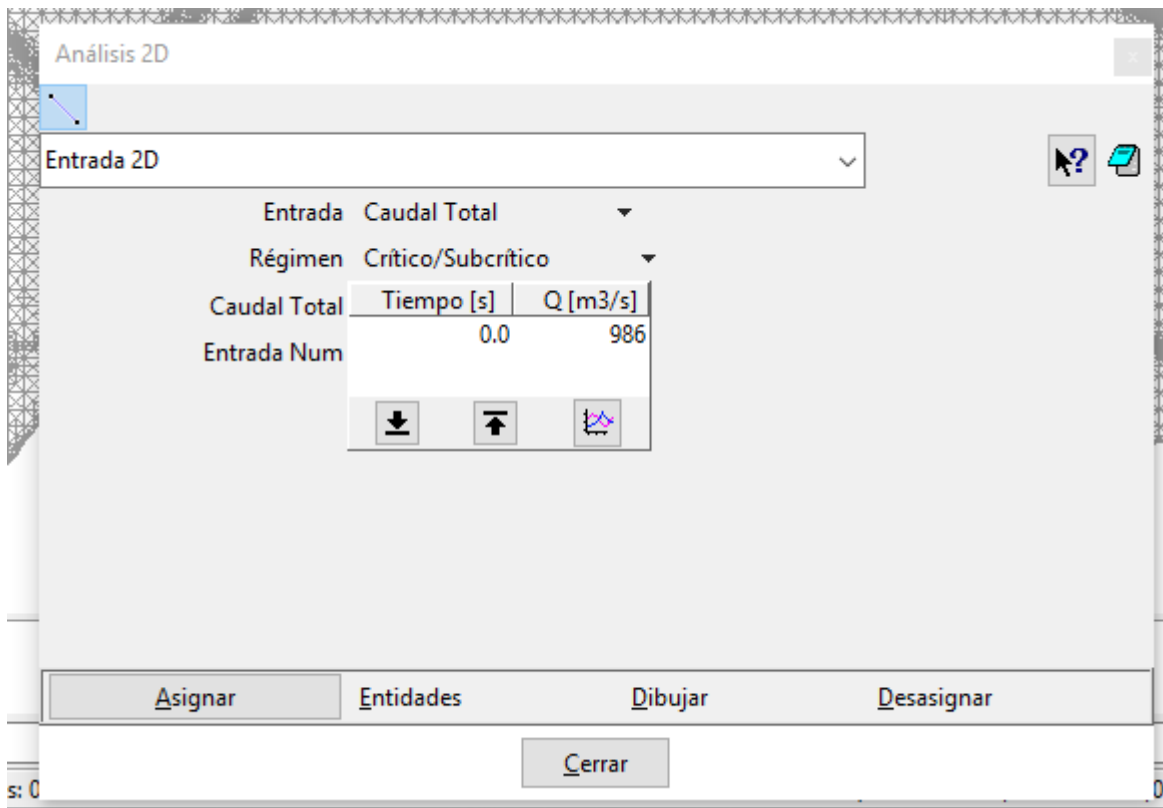 Análisis 2D
x
Entrada 2D
?
Entrada Caudal Total
Régimen Crítico/Subcrítico
Caudal Total Tiempo [s] Q [m3/s]
0.0 986
Entrada Num
Asignar Entidades Dibujar Desasignar
Cerrar
s: 0